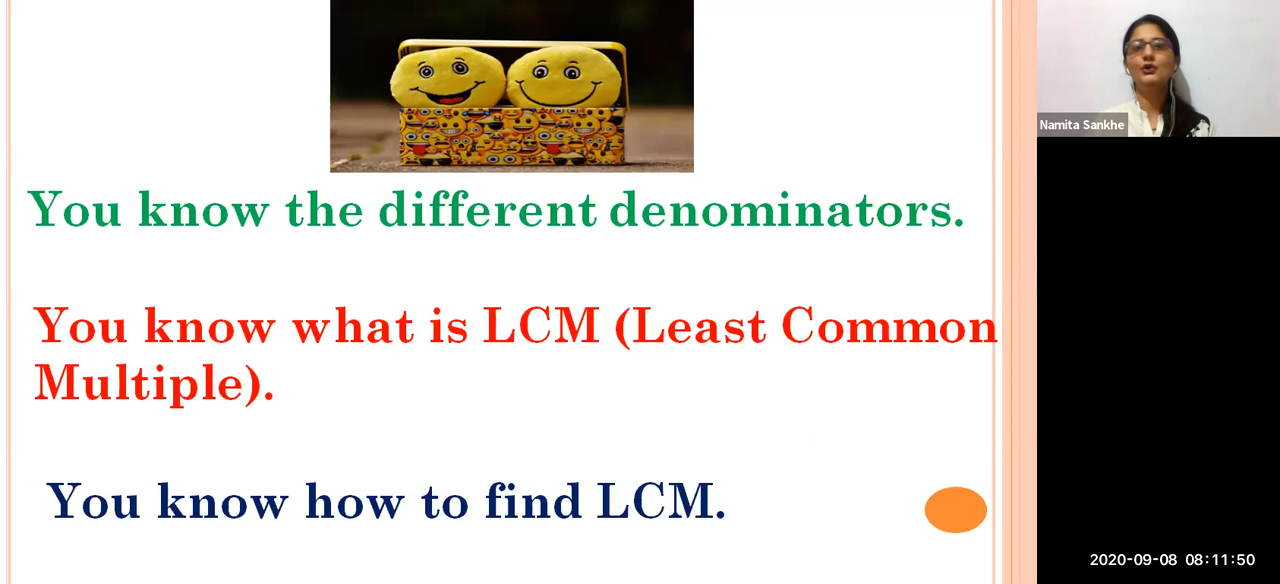 Namita Sankhe
You know the different denominators.
You know what is LCM (Least Common
Multiple).
You know how to find LCM.
2020-09-08 08:11:50